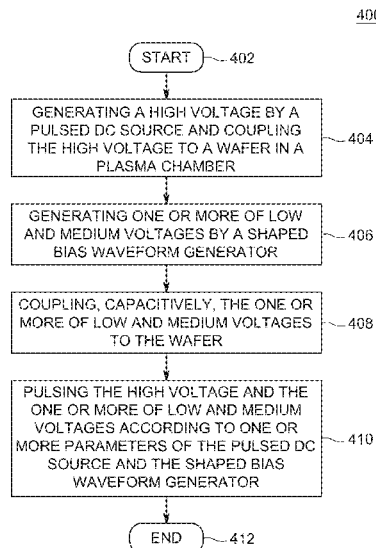 400
START
402
GENERATING A HIGH VOLTAGE BY A
PULSED DC SOURCE AND COUPLING
THE HIGH VOLTAGE TO A WAFER IN A
PLASMA CHAMBER
404
GENERATING ONE OR MORE OF LOW
AND MEDIUM VOLTAGES BY A SHAPED
BIAS WAVEFORM GENERATOR
406
COUPLING, CAPACITIVELY, THE ONE OR
MORE OF LOW AND MEDIUM VOLTAGES
TO THE WAFER
408
PULSING THE HIGH VOLTAGE AND THE
ONE OR MORE OF LOW AND MEDIUM
VOLTAGES ACCORDING TO ONE OR
MORE PARAMETERS OF THE PULSED DC
SOURCE AND THE SHAPED BIAS
WAVEFORM GENERATOR
410
END
412